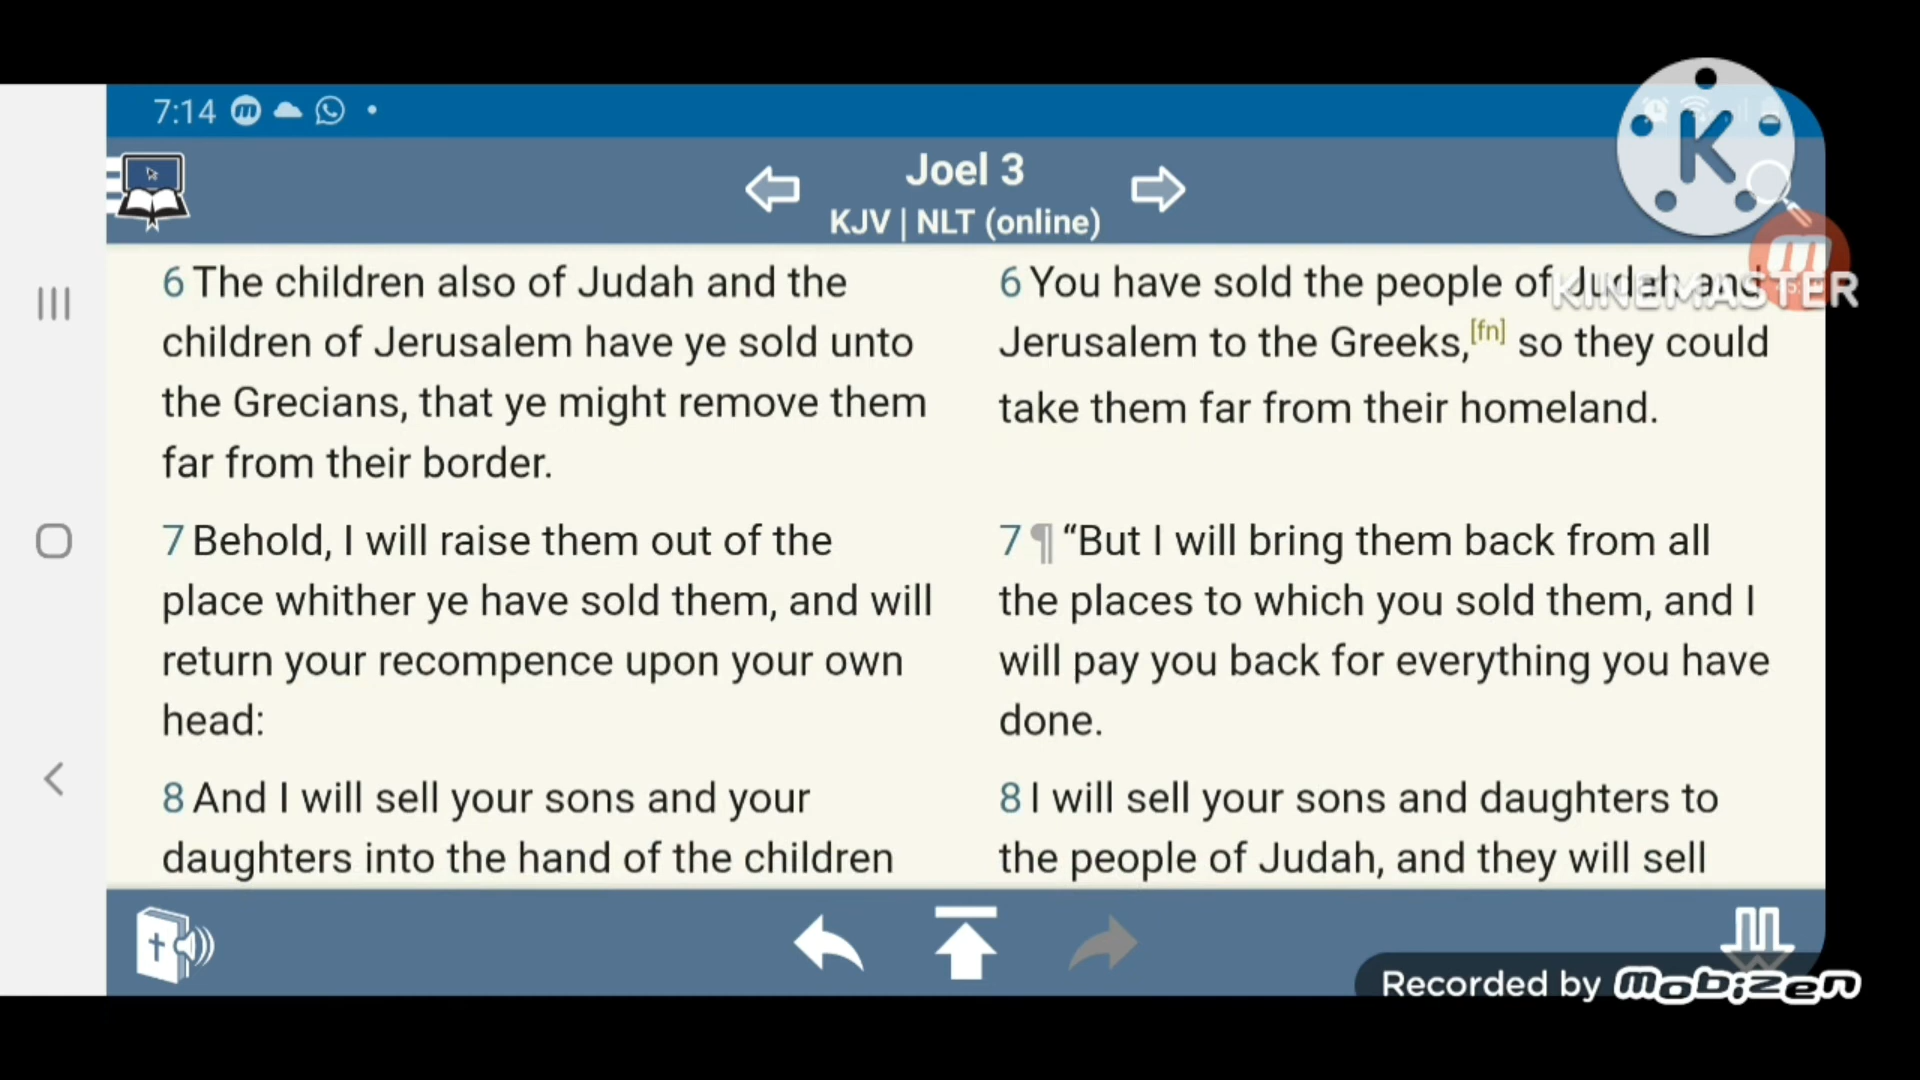 7:14
Joel 3
KJV | NLT (online)
K
KINEMASTER
6 The children also of Judah and the
children of Jerusalem have ye sold unto
the Grecians, that ye might remove them
far from their border.
7 Behold, I will raise them out of the
place whither ye have sold them, and will
return your recompence upon your own
head:
8 And I will sell your sons and your
daughters into the hand of the children
6 You have sold the people of Judah and
Jerusalem to the Greeks,[fn] so they could
take them far from their homeland.
7 ¶ “But I will bring them back from all
the places to which you sold them, and I
will pay you back for everything you have
done.
8 I will sell your sons and daughters to
the people of Judah, and they will sell
Recorded by mobizen